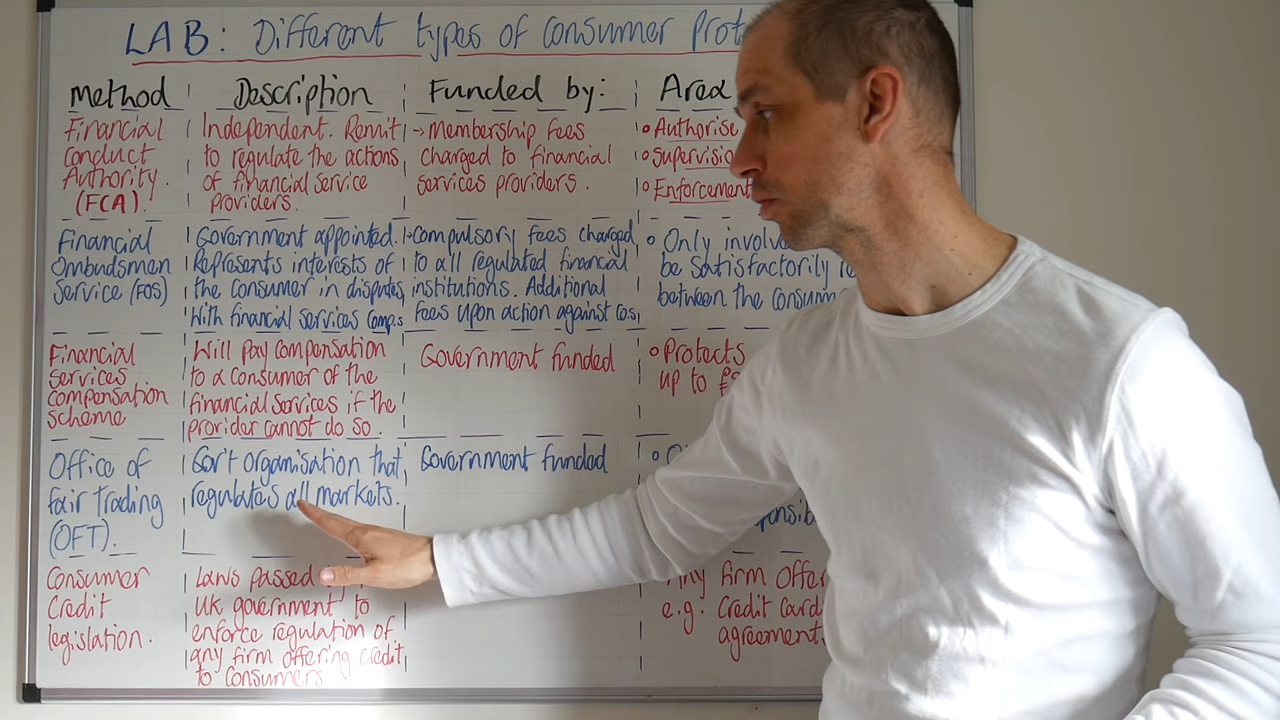 LAB: Different types of consumer
Method
Description
Funded by:
Area
Financial
Conduct
Authority.
(FCA).
Independent. Remit
to regulate the actions
of financial service
providers.
→ Membership fees
charged to financial
services providers.
• Authorise
• Supervisio
• Enforcement
Financial
Ombudsman
Service (FOS)
Government appointed.
Represents interests of
the consumer in disputes
with financial services comps
→ compulsory fees charged
to all regulated financial
institutions. Additional
fees upon action against cos,
• Only involve
be satisfactorily
between the consum
Financial
services
compensation
scheme
Will pay compensation
to a consumer of the
financial services if the
provider cannot do so.
Government funded
• Protects
up to
Office of
fair trading
(OFT).
Gov't organisation that
regulates all markets.
Government funded
Consumer
Credit
legislation.
Laws passed
UK government to
enforce regulation of
any firm offering credit
to consumers
Any firm offer
e.g. credit card
agreement